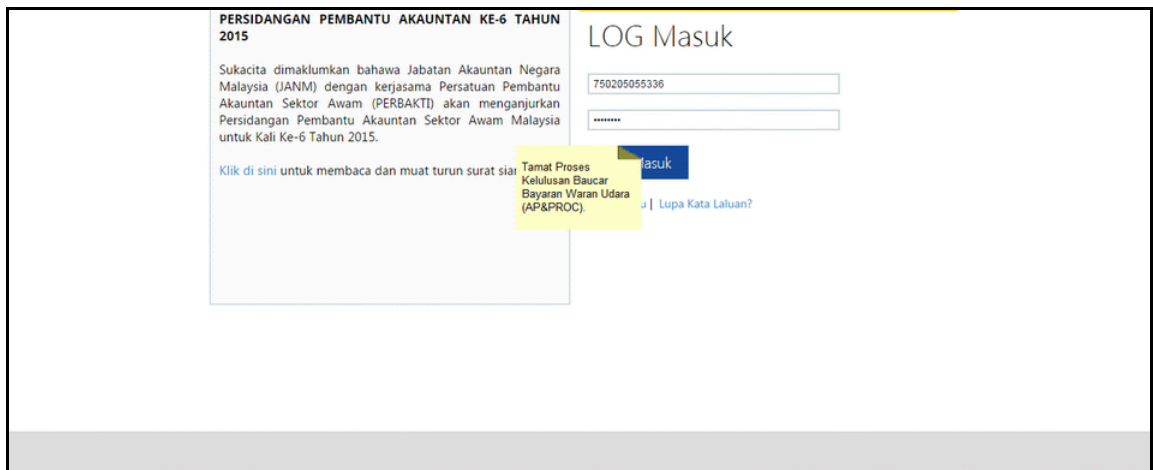 PERSIDANGAN PEMBANTU AKAUNTAN KE-6 TAHUN
2015
Sukacita dimaklumkan bahawa Jabatan Akauntan Negara
Malaysia (JANM) dengan kerjasama Persatuan Pembantu
Akauntan Sektor Awam (PERBAKTI) akan menganjurkan
Persidangan Pembantu Akauntan Sektor Awam Malaysia
untuk Kali Ke-6 Tahun 2015.
Klik di sini untuk membaca dan muat turun surat
LOG Masuk
750205055336
••••••••
Tamat Proses
Kelulusan Baucar
Bayaran Waran Udara
(AP&PROC).
| Lupa Kata Laluan?